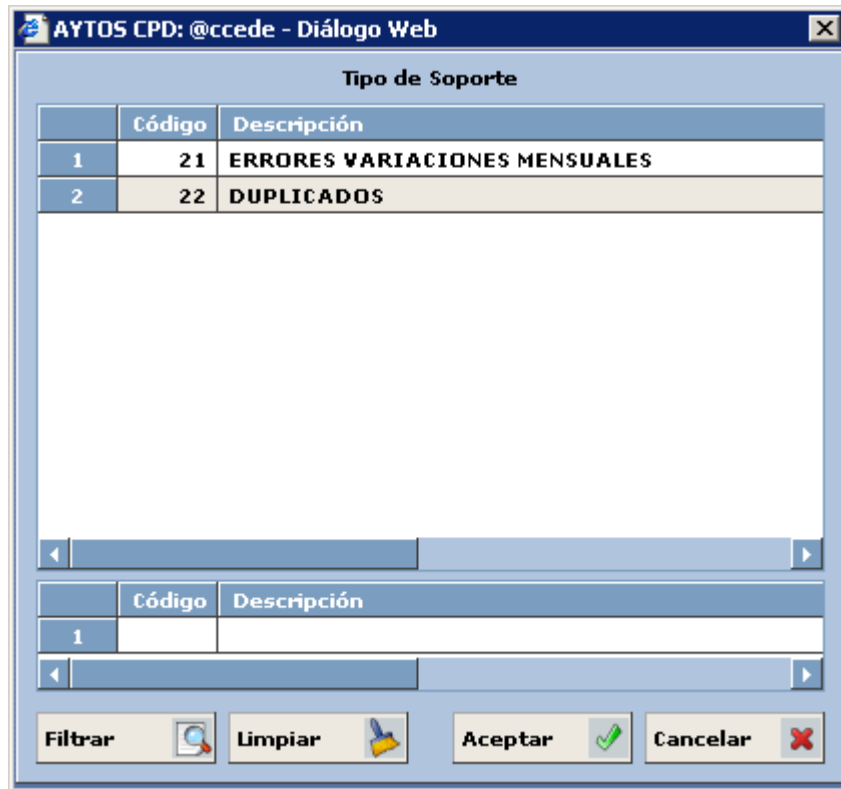 AYTOS CPD: @ccede - Diálogo Web
Tipo de Soporte
Código Descripción
1 21 ERRORES VARIACIONES MENSUALES
2 22 DUPLICADOS
Código Descripción
1
Filtrar Limpiar Aceptar Cancelar